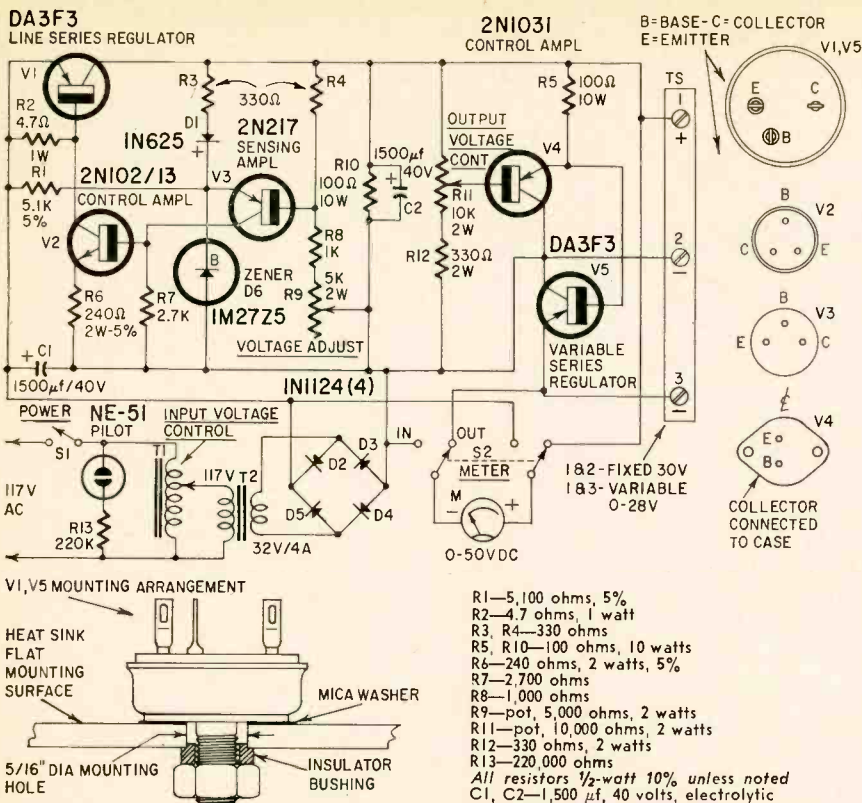 DA3F3
LINE SERIES REGULATOR
V1
R2
4.7Ω
1W
R1
5.1K
5%
2N102/13
CONTROL AMPL
V2
R6
240Ω
2W-5%
C1
+
1500μf/40V
R3
R4
330Ω
D1
1N625
+
2N217
SENSING
AMPL
V3
B
ZENER
D6
1M27Z5
R7
2.7K
R8
1K
5K
2W
R9
VOLTAGE ADJUST
R10
100Ω
10W
1500μf
40V
+
C2
2N1031
CONTROL AMPL
R5
100Ω
10W
OUTPUT
VOLTAGE
CONT
V4
R11
10K
2W
R12
330Ω
2W
DA3F3
V5
VARIABLE
SERIES
REGULATOR
TS
1
+
2
−
3
−
1&2-FIXED 30V
1&3-VARIABLE
0-28V
B=BASE-C=COLLECTOR
E=EMITTER
V1,V5
E
C
B
B
V2
C
E
B
V3
E
C
℄
V4
E
B
COLLECTOR
CONNECTED
TO CASE
POWER
S1
NE-51
PILOT
117V
AC
R13
220K
INPUT VOLTAGE
CONTROL
T1
117V
T2
32V/4A
1N1124(4)
D2
D3
D5
D4
IN
OUT
S2
METER
−
M
+
0-50VDC
V1,V5 MOUNTING ARRANGEMENT
HEAT SINK
FLAT
MOUNTING
SURFACE
MICA WASHER
5/16" DIA MOUNTING
HOLE
INSULATOR
BUSHING
R1—5,100 ohms, 5%
R2—4.7 ohms, 1 watt
R3, R4—330 ohms
R5, R10—100 ohms, 10 watts
R6—240 ohms, 2 watts, 5%
R7—2,700 ohms
R8—1,000 ohms
R9—pot, 5,000 ohms, 2 watts
R11—pot, 10,000 ohms, 2 watts
R12—330 ohms, 2 watts
R13—220,000 ohms
All resistors ½-watt 10% unless noted
C1, C2—1,500 μf, 40 volts, electrolytic